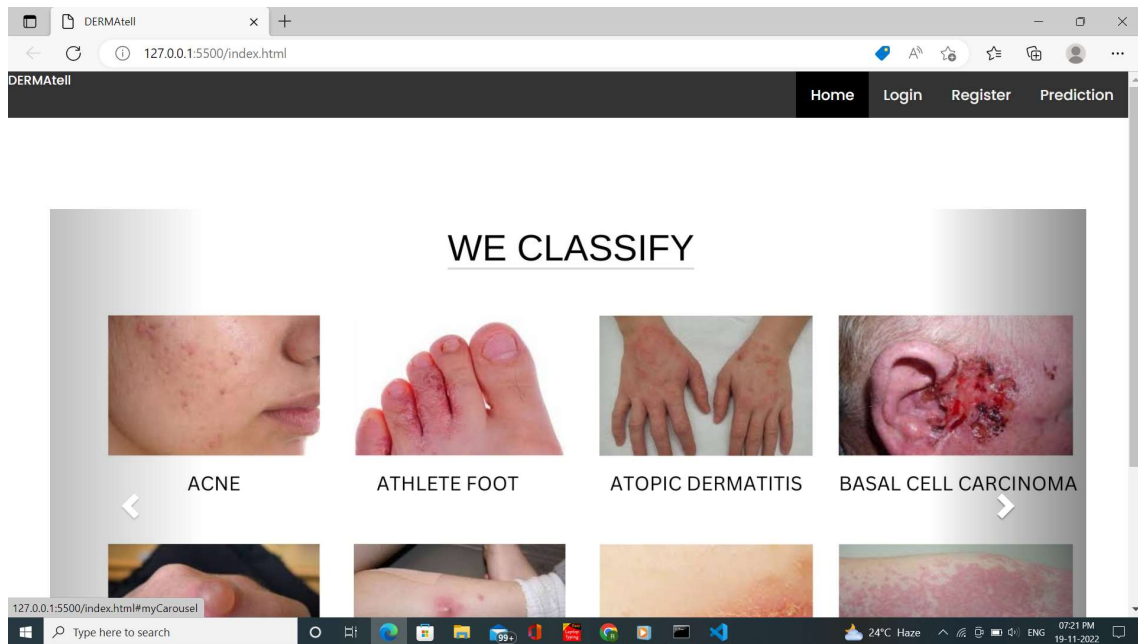 DERMAtell
127.0.0.1:5500/index.html
DERMAtell
Home Login Register Prediction
WE CLASSIFY
ACNE ATHLETE FOOT ATOPIC DERMATITIS BASAL CELL CARCINOMA
127.0.0.1:5500/index.html#myCarousel
Type here to search
99+
24°C Haze
ENG
07:21 PM
19-11-2022